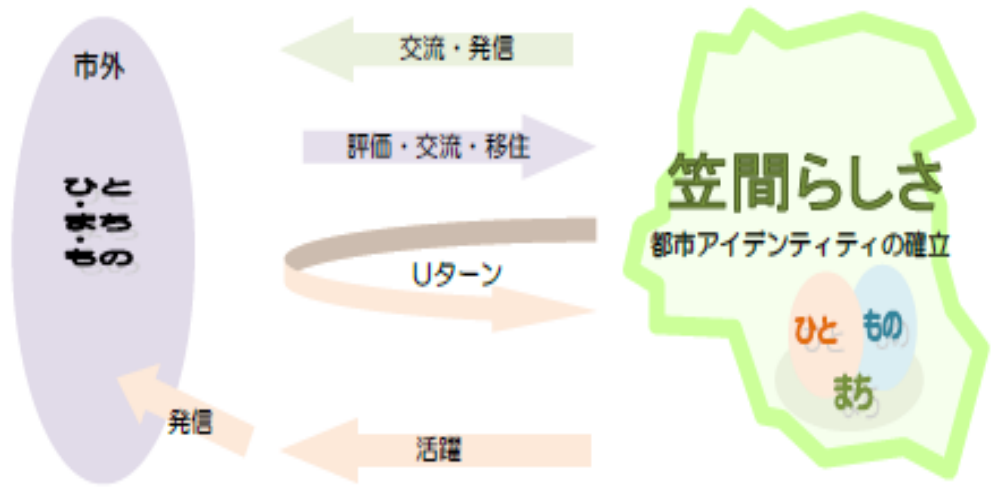 市外
ひと
・
まち
・
もの
交流・発信
評価・交流・移住
Uターン
発信
活躍
笠間らしさ
都市アイデンティティの確立
ひと
もの
まち